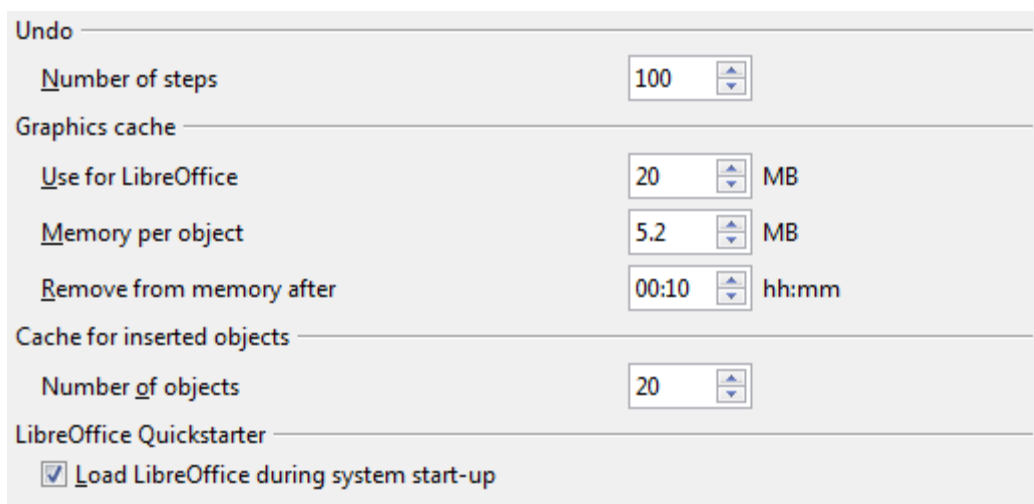 Undo
Number of steps 100
Graphics cache
Use for LibreOffice 20 MB
Memory per object 5.2 MB
Remove from memory after 00:10 hh:mm
Cache for inserted objects
Number of objects 20
LibreOffice Quickstarter
Load LibreOffice during system start-up